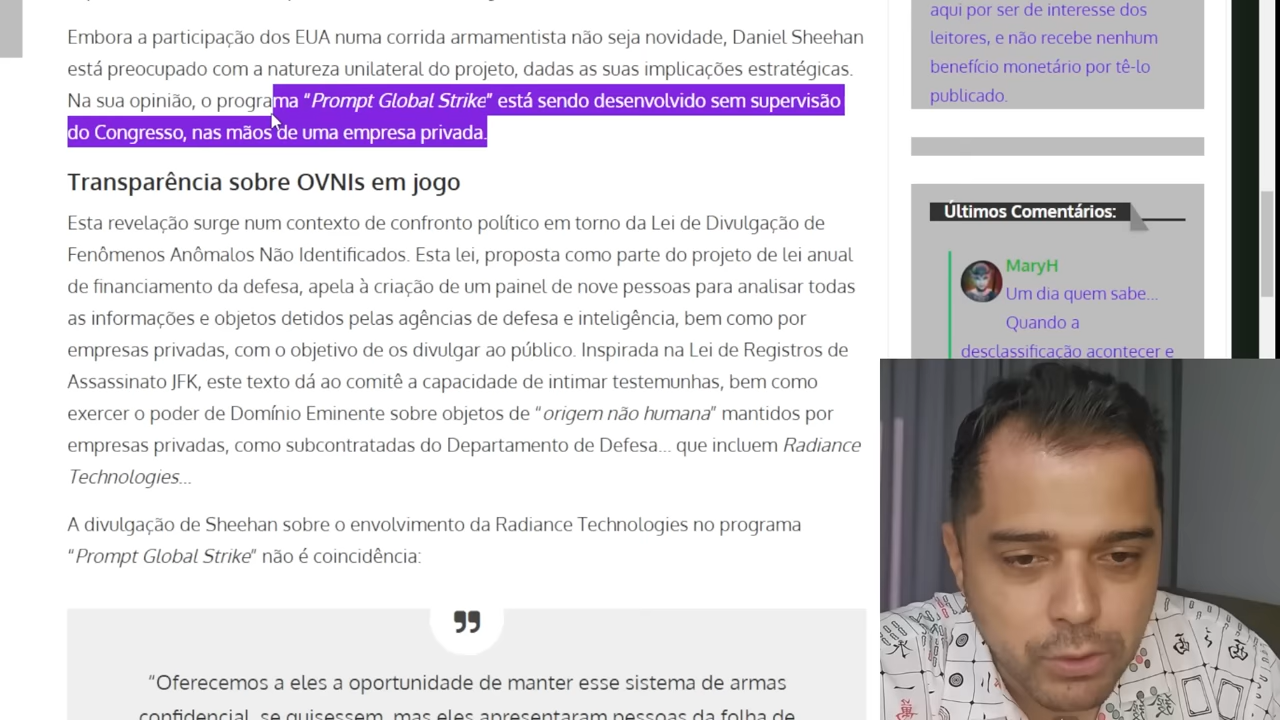 Embora a participação dos EUA numa corrida armamentista não seja novidade, Daniel Sheehan
está preocupado com a natureza unilateral do projeto, dadas as suas implicações estratégicas.
Na sua opinião, o programa “Prompt Global Strike” está sendo desenvolvido sem supervisão
do Congresso, nas mãos de uma empresa privada.
Transparência sobre OVNIs em jogo
Esta revelação surge num contexto de confronto político em torno da Lei de Divulgação de
Fenômenos Anômalos Não Identificados. Esta lei, proposta como parte do projeto de lei anual
de financiamento da defesa, apela à criação de um painel de nove pessoas para analisar todas
as informações e objetos detidos pelas agências de defesa e inteligência, bem como por
empresas privadas, com o objetivo de os divulgar ao público. Inspirada na Lei de Registros de
Assassinato JFK, este texto dá ao comitê a capacidade de intimar testemunhas, bem como
exercer o poder de Domínio Eminente sobre objetos de “origem não humana” mantidos por
empresas privadas, como subcontratadas do Departamento de Defesa... que incluem Radiance
Technologies...
A divulgação de Sheehan sobre o envolvimento da Radiance Technologies no programa
“Prompt Global Strike” não é coincidência:
“Oferecemos a eles a oportunidade de manter esse sistema de armas
confidencial, se quisessem, mas eles apresentaram pessoas da folha de
aqui por ser de interesse dos
leitores, e não recebe nenhum
benefício monetário por tê-lo
publicado.
Últimos Comentários:
MaryH
Um dia quem sabe...
Quando a
desclassificação acontecer e